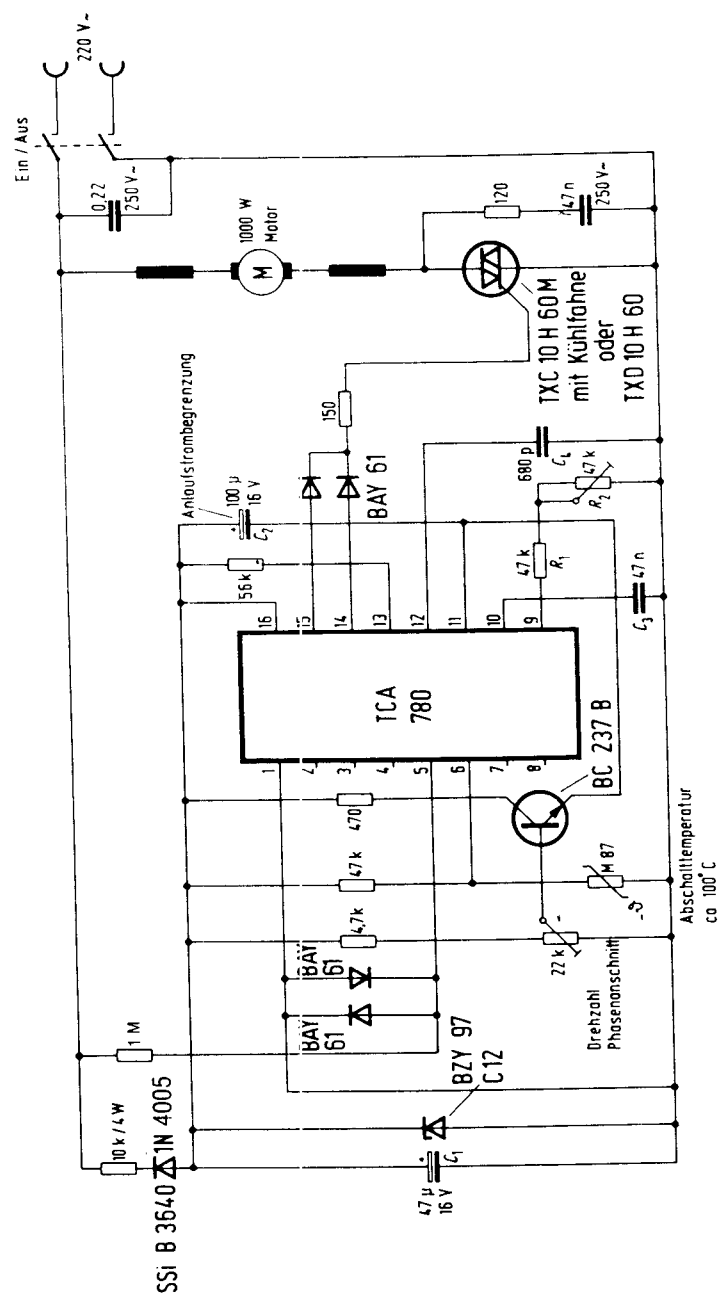 Ein / Aus
220 V~
0,22
250 V~
1000 W
Motor
M
120
47 n
250 V~
TXC 10 H 60 M
mit Kühlfahne
oder
TXD 10 H 60
Anlaufstrombegrenzung
100 µ
16 V
C2
+
56 k
150
BAY 61
680 p
C4
47 k
R2
47 k
R1
47 n
C3
16
15
14
13
12
11
10
9
TCA
780
1
2
3
4
5
6
7
8
BC 237 B
470
47 k
4,7 k
BAY
61
BAY
61
M 87
-ϑ
22 k
Drehzahl
Phasenanschnitt
Abschalttemperatur
ca 100°C
1 M
10 k / 4 W
1N 4005
SSi B 3640
BZY 97
C12
47 µ
16 V
C1
+